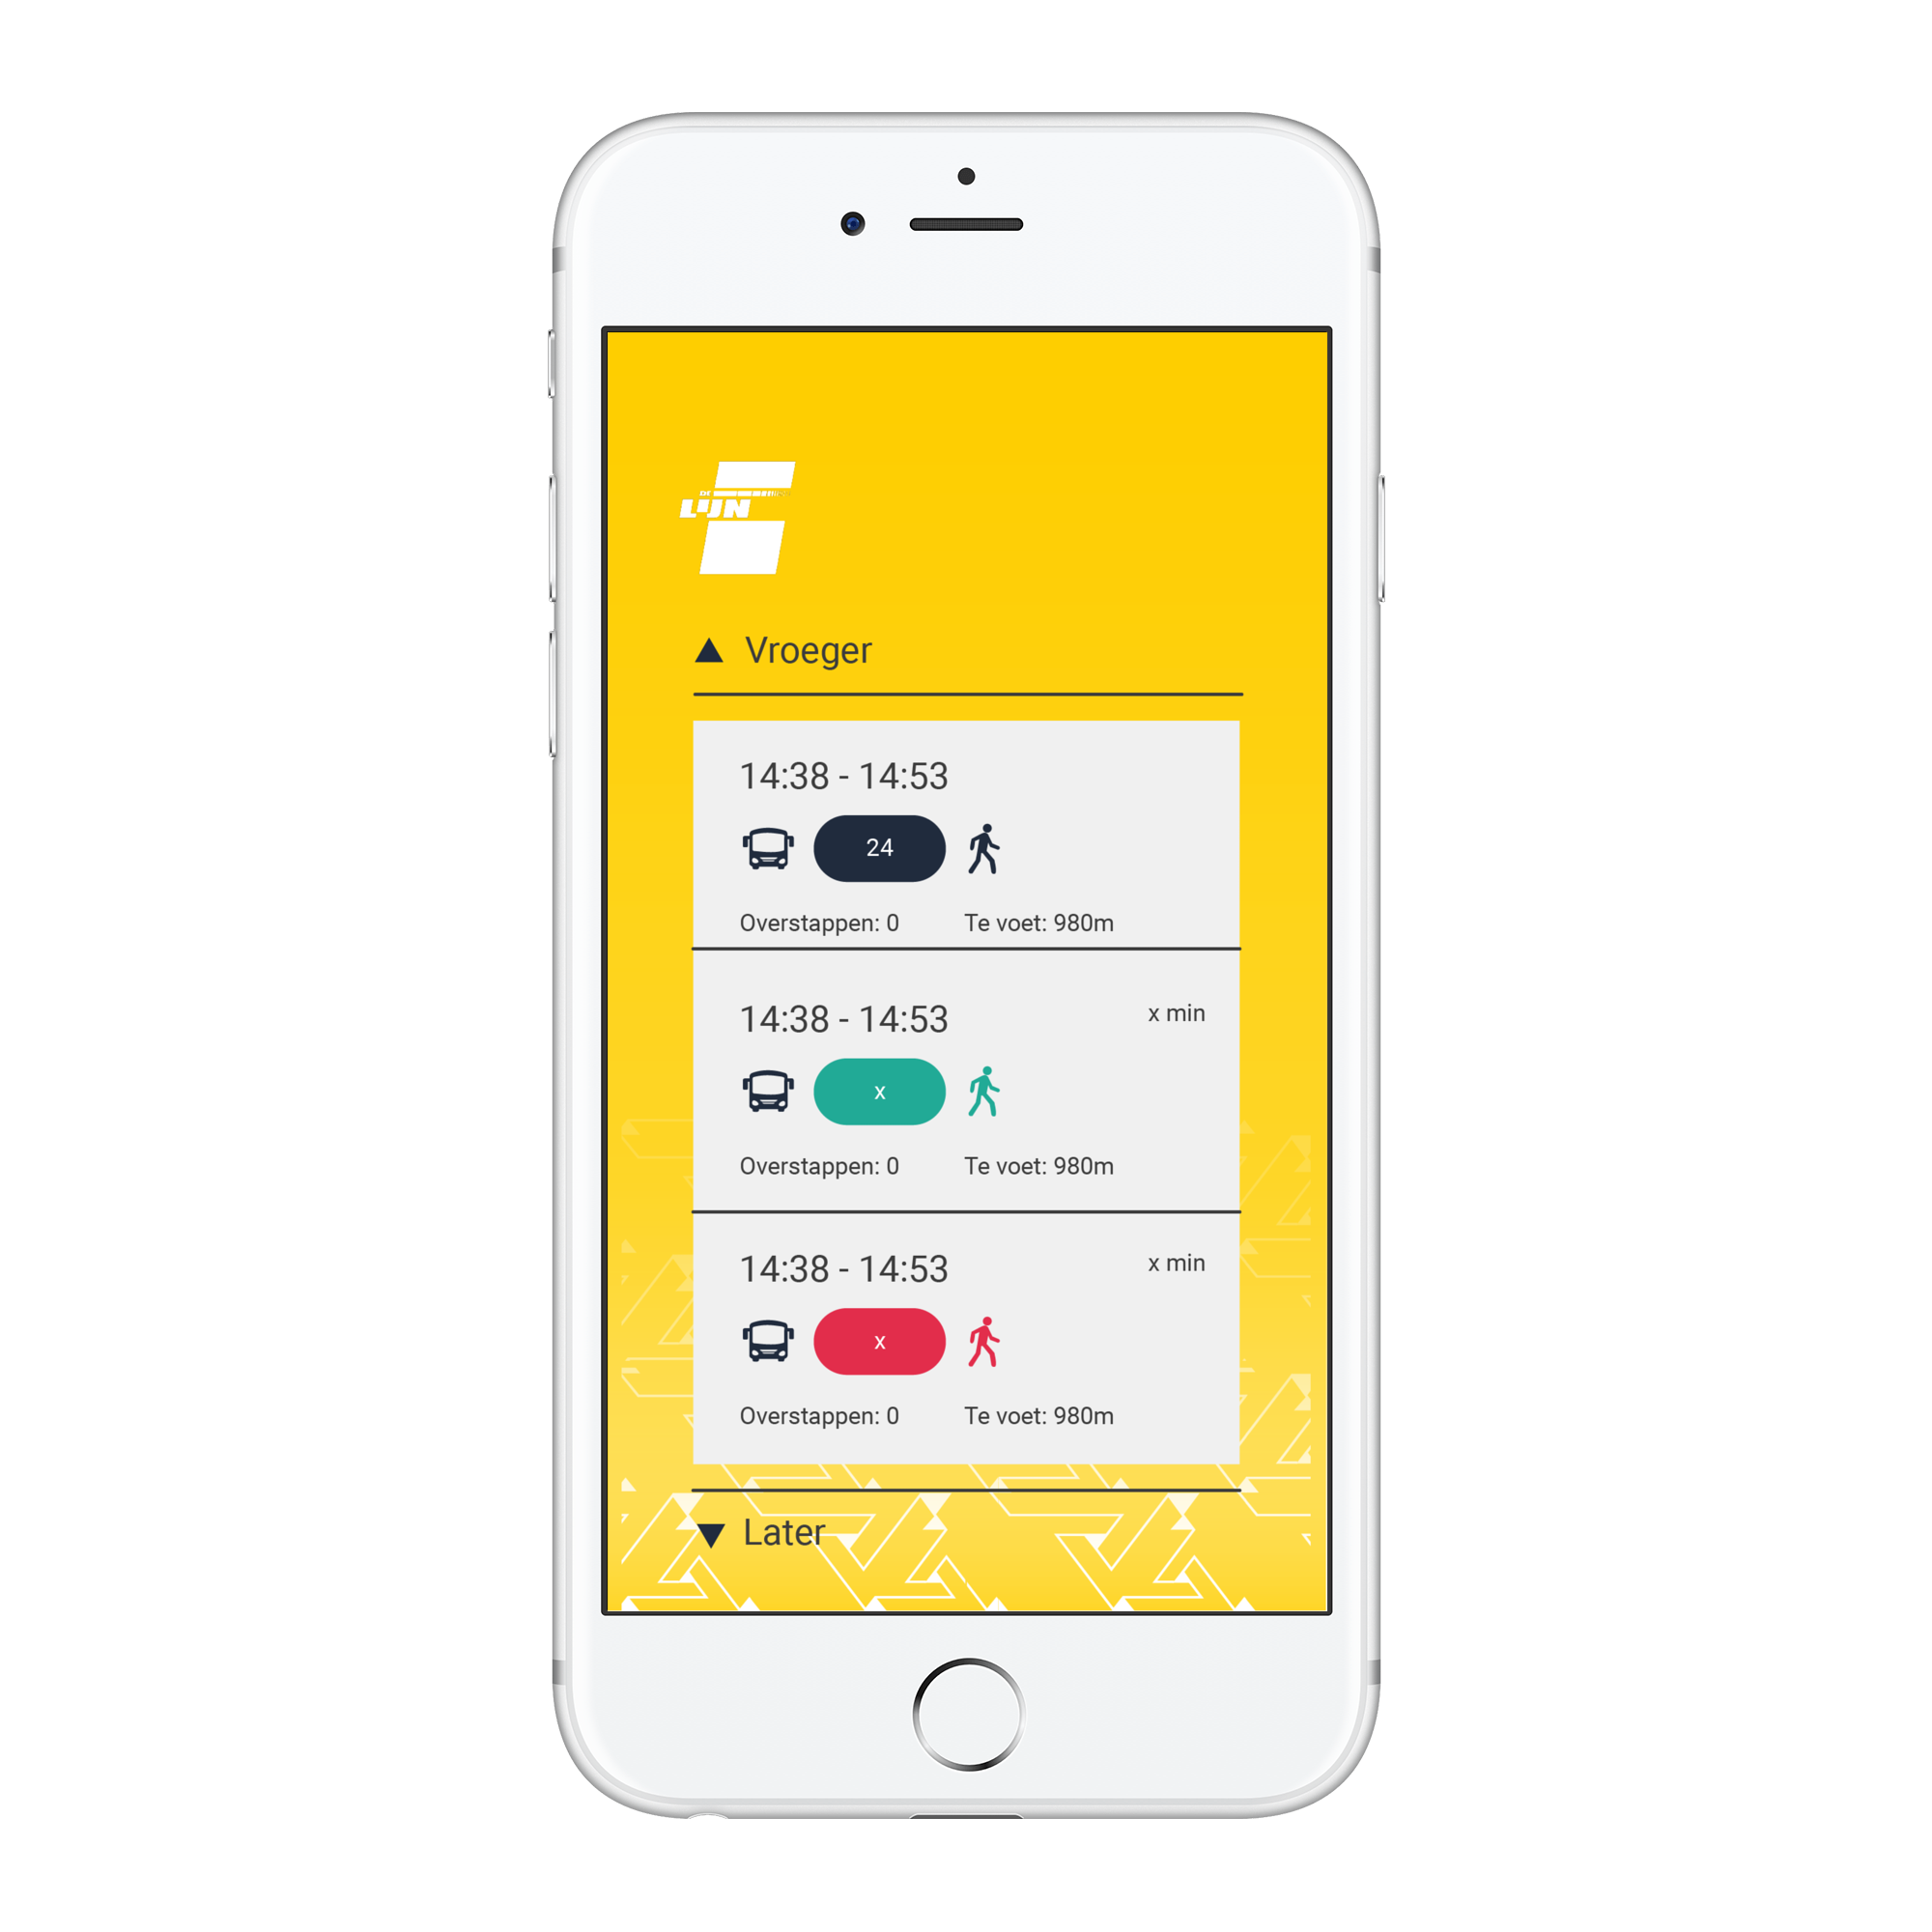 DE
LIJN
Vroeger
14:38 - 14:53
24
Overstappen: 0 Te voet: 980m
14:38 - 14:53 x min
x
Overstappen: 0 Te voet: 980m
14:38 - 14:53 x min
x
Overstappen: 0 Te voet: 980m
Later